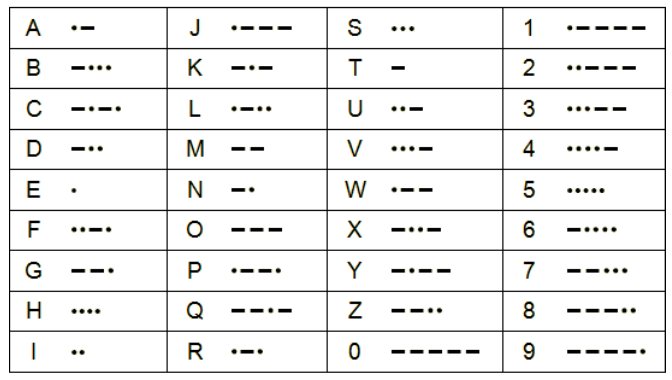 A ·− J ·−−− S ··· 1 ·−−−−
B −··· K −·− T − 2 ··−−−
C −·−· L ·−·· U ··− 3 ···−−
D −·· M −− V ···− 4 ····−
E · N −· W ·−− 5 ·····
F ··−· O −−− X −··− 6 −····
G −−· P ·−−· Y −·−− 7 −−···
H ···· Q −−·− Z −−·· 8 −−−··
I ·· R ·−· 0 −−−−− 9 −−−−·